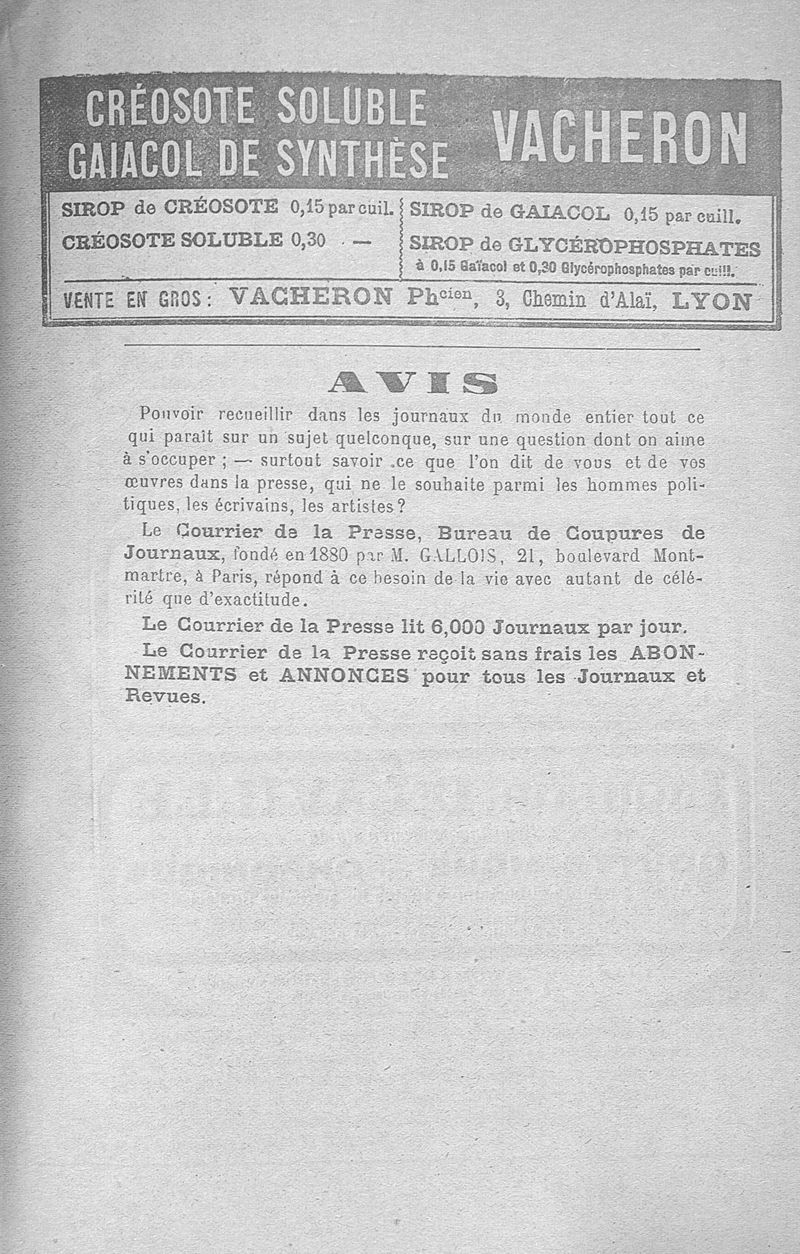 CRÉOSOTE SOLUBLE
GAIACOL DE SYNTHÈSE
VACHERON
SIROP de CRÉOSOTE 0,15 par cuil.
CRÉOSOTE SOLUBLE 0,30 —
SIROP de GAIACOL 0,15 par cuill.
SIROP de GLYCÉROPHOSPHATES
à 0,15 Gaïacol et 0,30 Glycérophosphates par cuill.
VENTE EN GROS: VACHERON Phcien, 3, Chemin d'Alaï, LYON
AVIS
Pouvoir recueillir dans les journaux du monde entier tout ce
qui paraît sur un sujet quelconque, sur une question dont on aime
à s'occuper ; — surtout savoir .ce que l'on dit de vous et de vos
œuvres dans la presse, qui ne le souhaite parmi les hommes poli-
tiques, les écrivains, les artistes?
Le Courrier de la Presse, Bureau de Coupures de
Journaux, fondé en 1880 par M. GALLOIS, 21, boulevard Mont-
martre, à Paris, répond à ce besoin de la vie avec autant de célé-
rité que d'exactitude.
Le Courrier de la Presse lit 6,000 Journaux par jour.
Le Courrier de la Presse reçoit sans frais les ABON-
NEMENTS et ANNONCES pour tous les Journaux et
Revues.